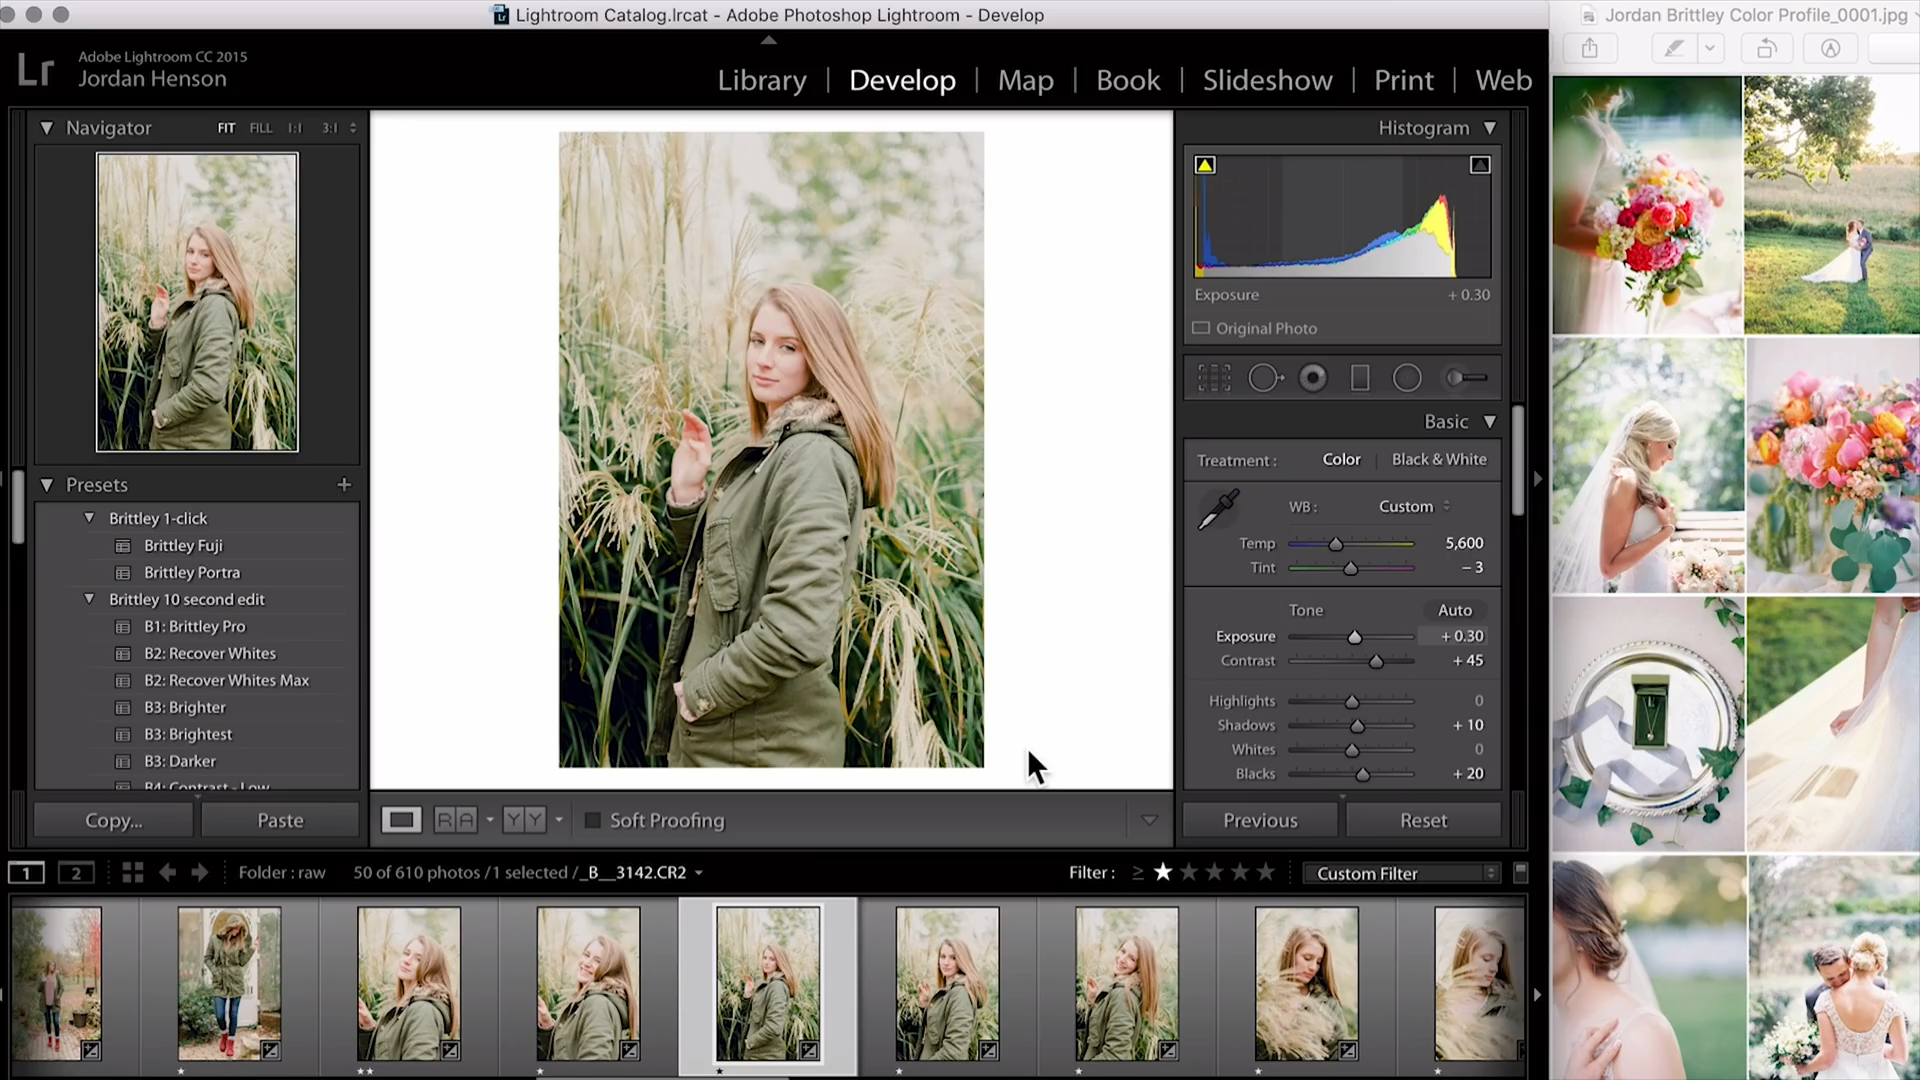 Lightroom Catalog.lrcat - Adobe Photoshop Lightroom - Develop
Jordan Brittley Color Profile_0001.jpg
Lr
Adobe Lightroom CC 2015
Jordan Henson
Library | Develop | Map | Book | Slideshow | Print | Web
Navigator FIT FILL 1:1 3:1
Presets +
Brittley 1-click
Brittley Fuji
Brittley Portra
Brittley 10 second edit
B1: Brittley Pro
B2: Recover Whites
B2: Recover Whites Max
B3: Brighter
B3: Brightest
B3: Darker
B4: Contrast - Low
Copy... Paste
Histogram
Exposure + 0.30
Original Photo
Basic
Treatment : Color | Black & White
WB : Custom
Temp 5,600
Tint – 3
Tone Auto
Exposure + 0.30
Contrast + 45
Highlights 0
Shadows + 10
Whites 0
Blacks + 20
Previous Reset
R A Y Y Soft Proofing
1 2 Folder : raw 50 of 610 photos /1 selected /_B__3142.CR2 Filter : ≥ ★ ★ ★ ★ ★ Custom Filter